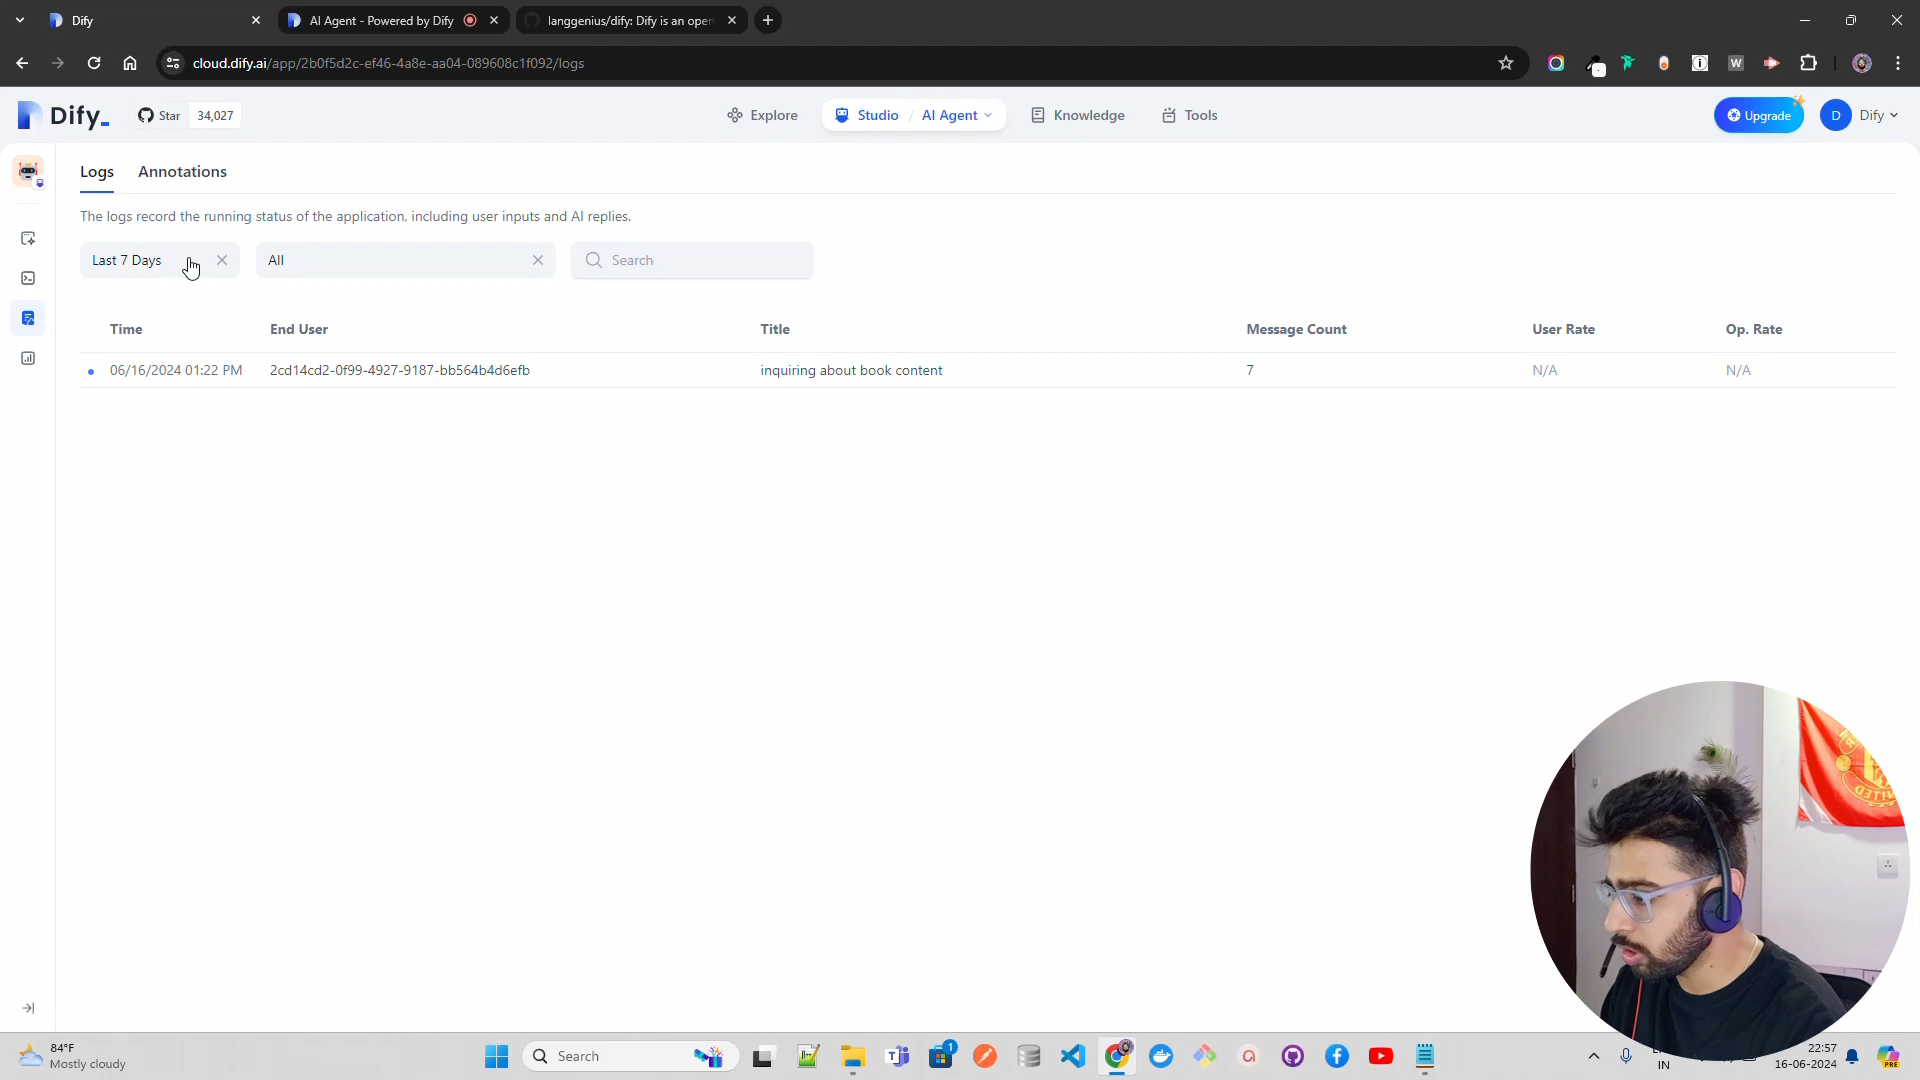 Dify
AI Agent - Powered by Dify
langgenius/dify: Dify is an open
cloud.dify.ai/app/2b0f5d2c-ef46-4a8e-aa04-089608c1f092/logs
Dify_
Star 34,027
Explore
Studio / AI Agent
Knowledge
Tools
Upgrade
D Dify
Logs Annotations
The logs record the running status of the application, including user inputs and AI replies.
Last 7 Days
All
Search
Time End User Title Message Count User Rate Op. Rate
06/16/2024 01:22 PM 2cd14cd2-0f99-4927-9187-bb564b4d6efb inquiring about book content 7 N/A N/A
UNITED
84°F
Mostly cloudy
Search
1
IN
22:57
16-06-2024
PRE